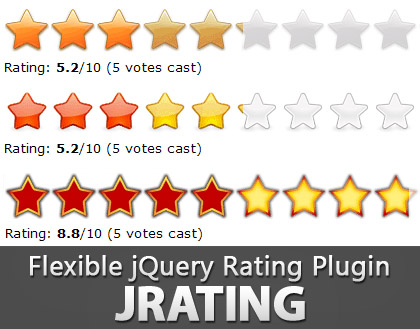 Rating: 5.2/10 (5 votes cast)
Rating: 5.2/10 (5 votes cast)
Rating: 8.8/10 (5 votes cast)
Flexible jQuery Rating Plugin
JRATING